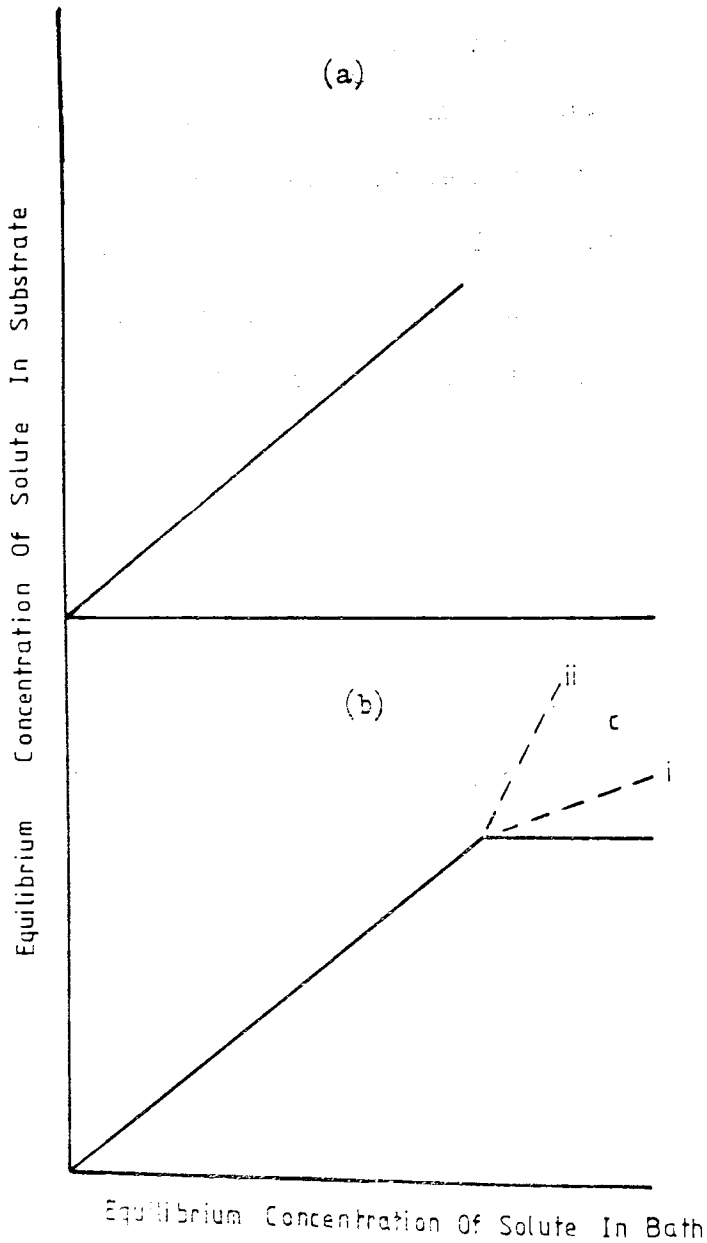 (a)
Equilibrium Concentration Of Solute In Substrate
(b)
ii
c
i
Equilibrium Concentration Of Solute In Bath